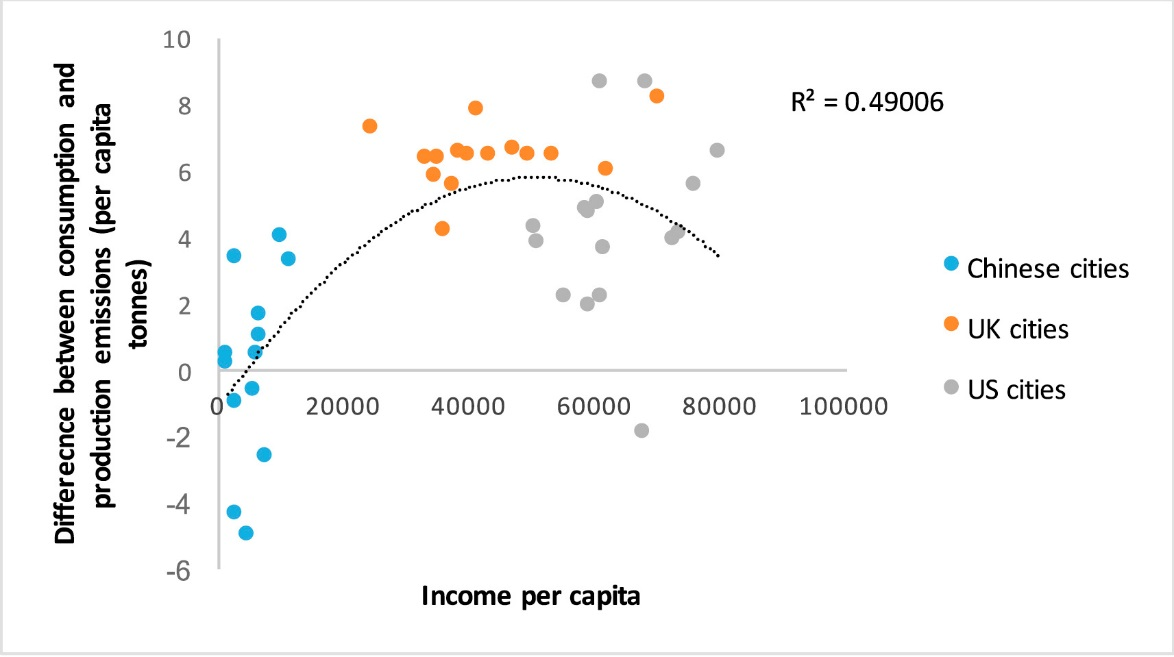 Differecnce between consumption and
production emissions (per capita
tonnes)
10
8
6
4
2
0
-2
-4
-6
0 20000 40000 60000 80000 100000
Income per capita
R² = 0.49006
Chinese cities
UK cities
US cities